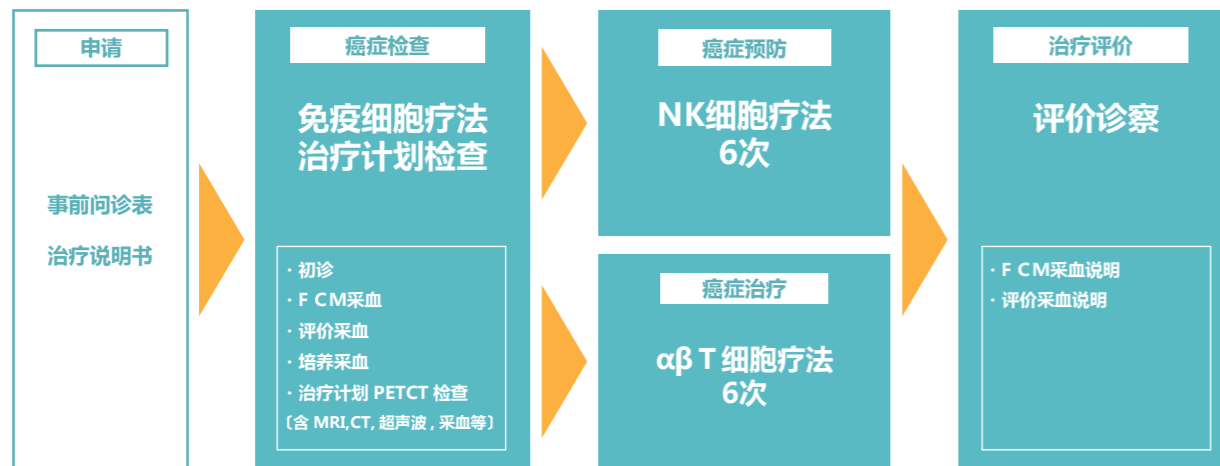 申请
事前问诊表
治疗说明书
癌症检查
免疫细胞疗法
治疗计划检查
・初诊
・F CM采血
・评价采血
・培养采血
・治疗计划 PETCT 检查
〔含 MRI,CT, 超声波 , 采血等〕
癌症预防
NK细胞疗法
6次
癌症治疗
αβ T 细胞疗法
6次
治疗评价
评价诊察
・F CM采血说明
・评价采血说明